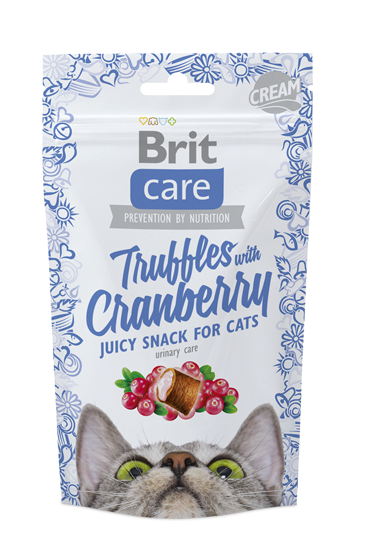 CREAM
Brit
care
PREVENTION BY NUTRITION
Truffles with
Cranberry
JUICY SNACK FOR CATS
urinary care